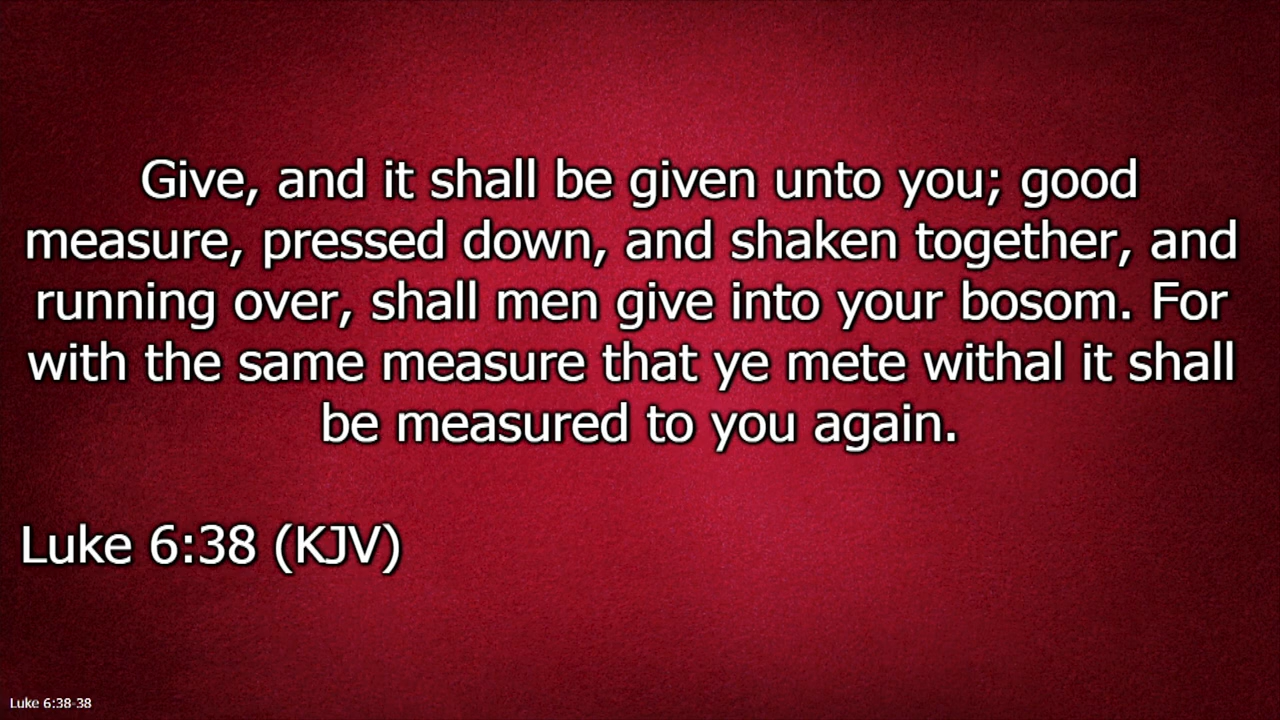 Give, and it shall be given unto you; good
measure, pressed down, and shaken together, and
running over, shall men give into your bosom. For
with the same measure that ye mete withal it shall
be measured to you again.
Luke 6:38 (KJV)
Luke 6:38-38